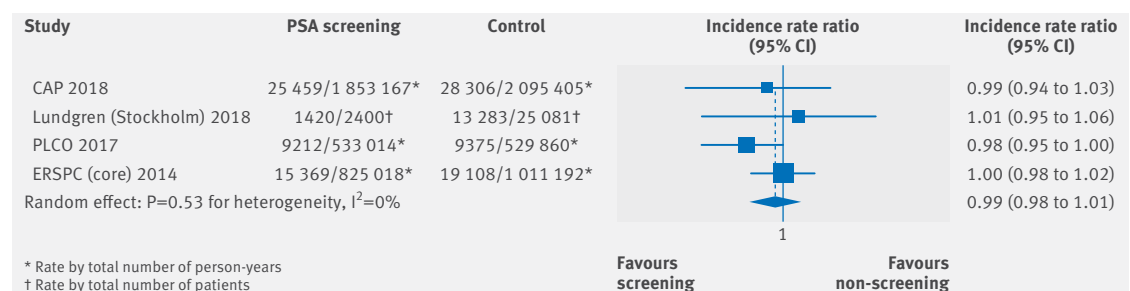 Study PSA screening Control Incidence rate ratio (95% CI) Incidence rate ratio (95% CI)
CAP 2018 25 459/1 853 167* 28 306/2 095 405* 0.99 (0.94 to 1.03)
Lundgren (Stockholm) 2018 1420/2400† 13 283/25 081† 1.01 (0.95 to 1.06)
PLCO 2017 9212/533 014* 9375/529 860* 0.98 (0.95 to 1.00)
ERSPC (core) 2014 15 369/825 018* 19 108/1 011 192* 1.00 (0.98 to 1.02)
Random effect: P=0.53 for heterogeneity, I²=0% 0.99 (0.98 to 1.01)
1
* Rate by total number of person-years
† Rate by total number of patients
Favours screening
Favours non-screening